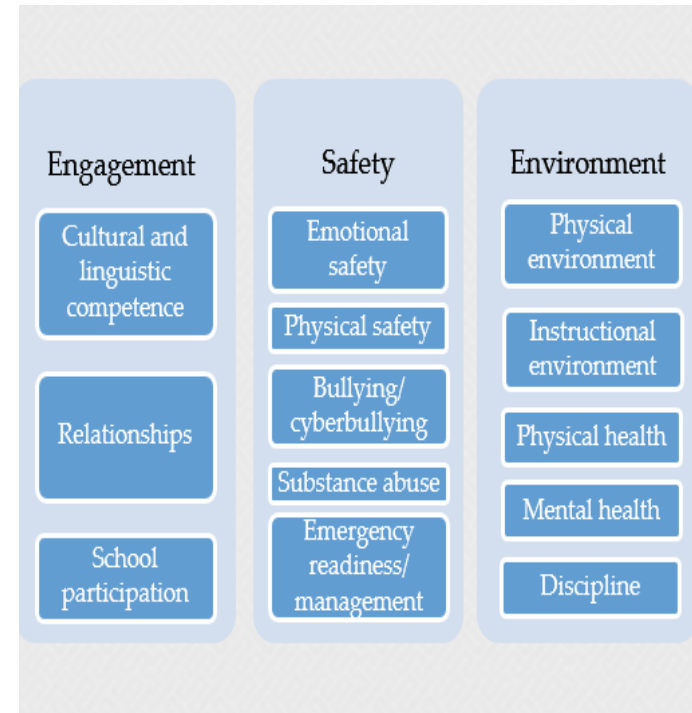 Engagement
Cultural and
linguistic
competence
Relationships
School
participation
Safety
Emotional
safety
Physical safety
Bullying/
cyberbullying
Substance abuse
Emergency
readiness/
management
Environment
Physical
environment
Instructional
environment
Physical health
Mental health
Discipline